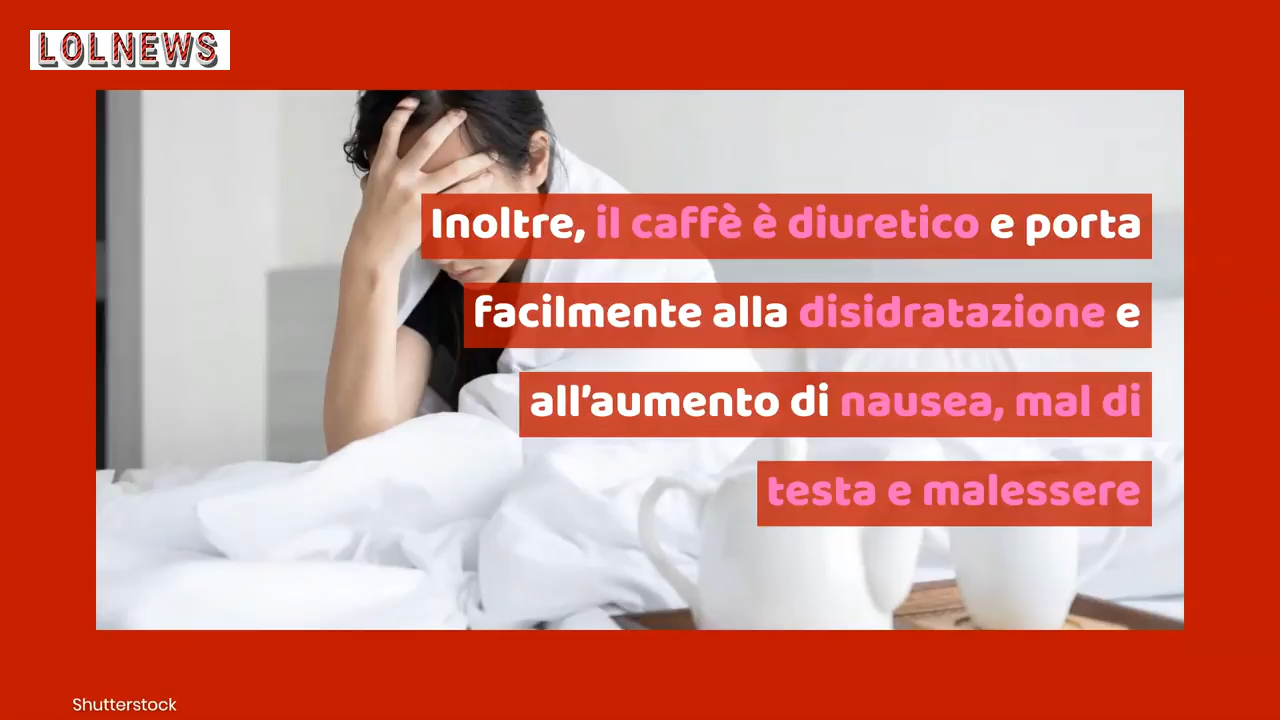 LOLNEWS
Inoltre, il caffè è diuretico e porta
facilmente alla disidratazione e
all'aumento di nausea, mal di
testa e malessere
Shutterstock